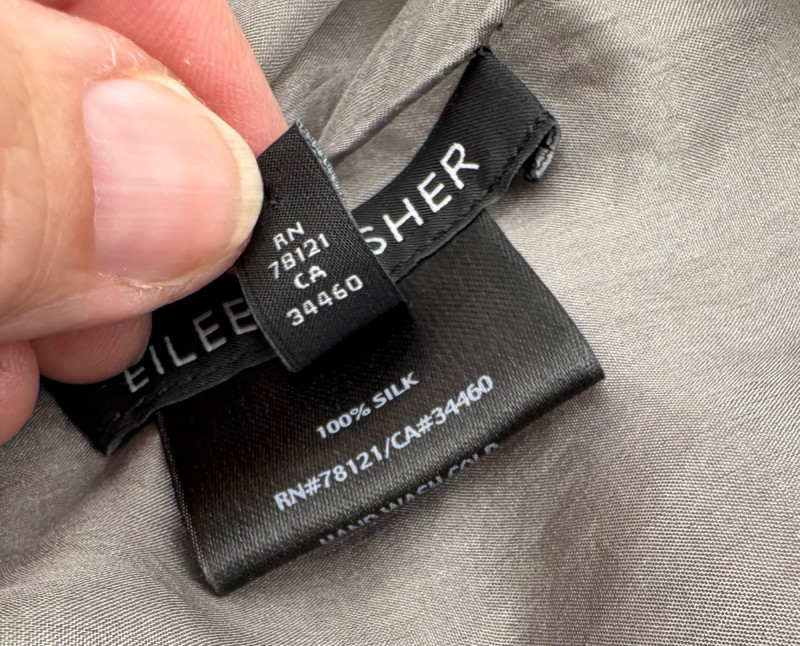 RN
78121
CA
34460
EILEE SHER
100% SILK
RN#78121/CA#34460
HAND WASH COLD